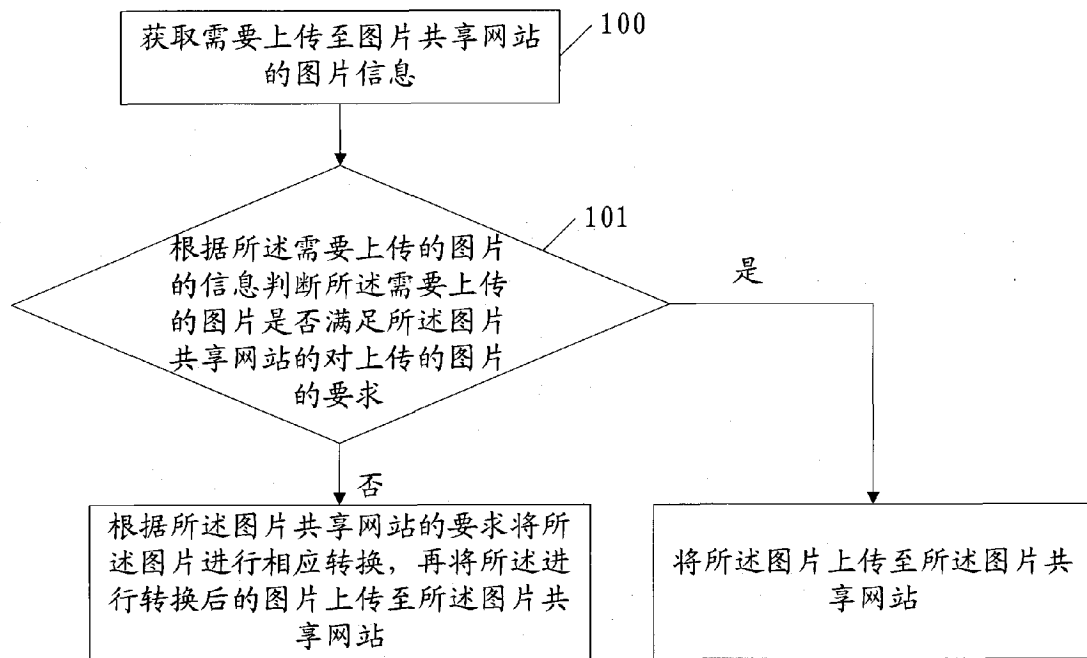 获取需要上传至图片共享网站
的图片信息
100
101
根据所述需要上传的图片
的信息判断所述需要上传
的图片是否满足所述图片
共享网站的对上传的图片
的要求
是
否
根据所述图片共享网站的要求将所
述图片进行相应转换，再将所述进
行转换后的图片上传至所述图片共
享网站
将所述图片上传至所述图片共
享网站